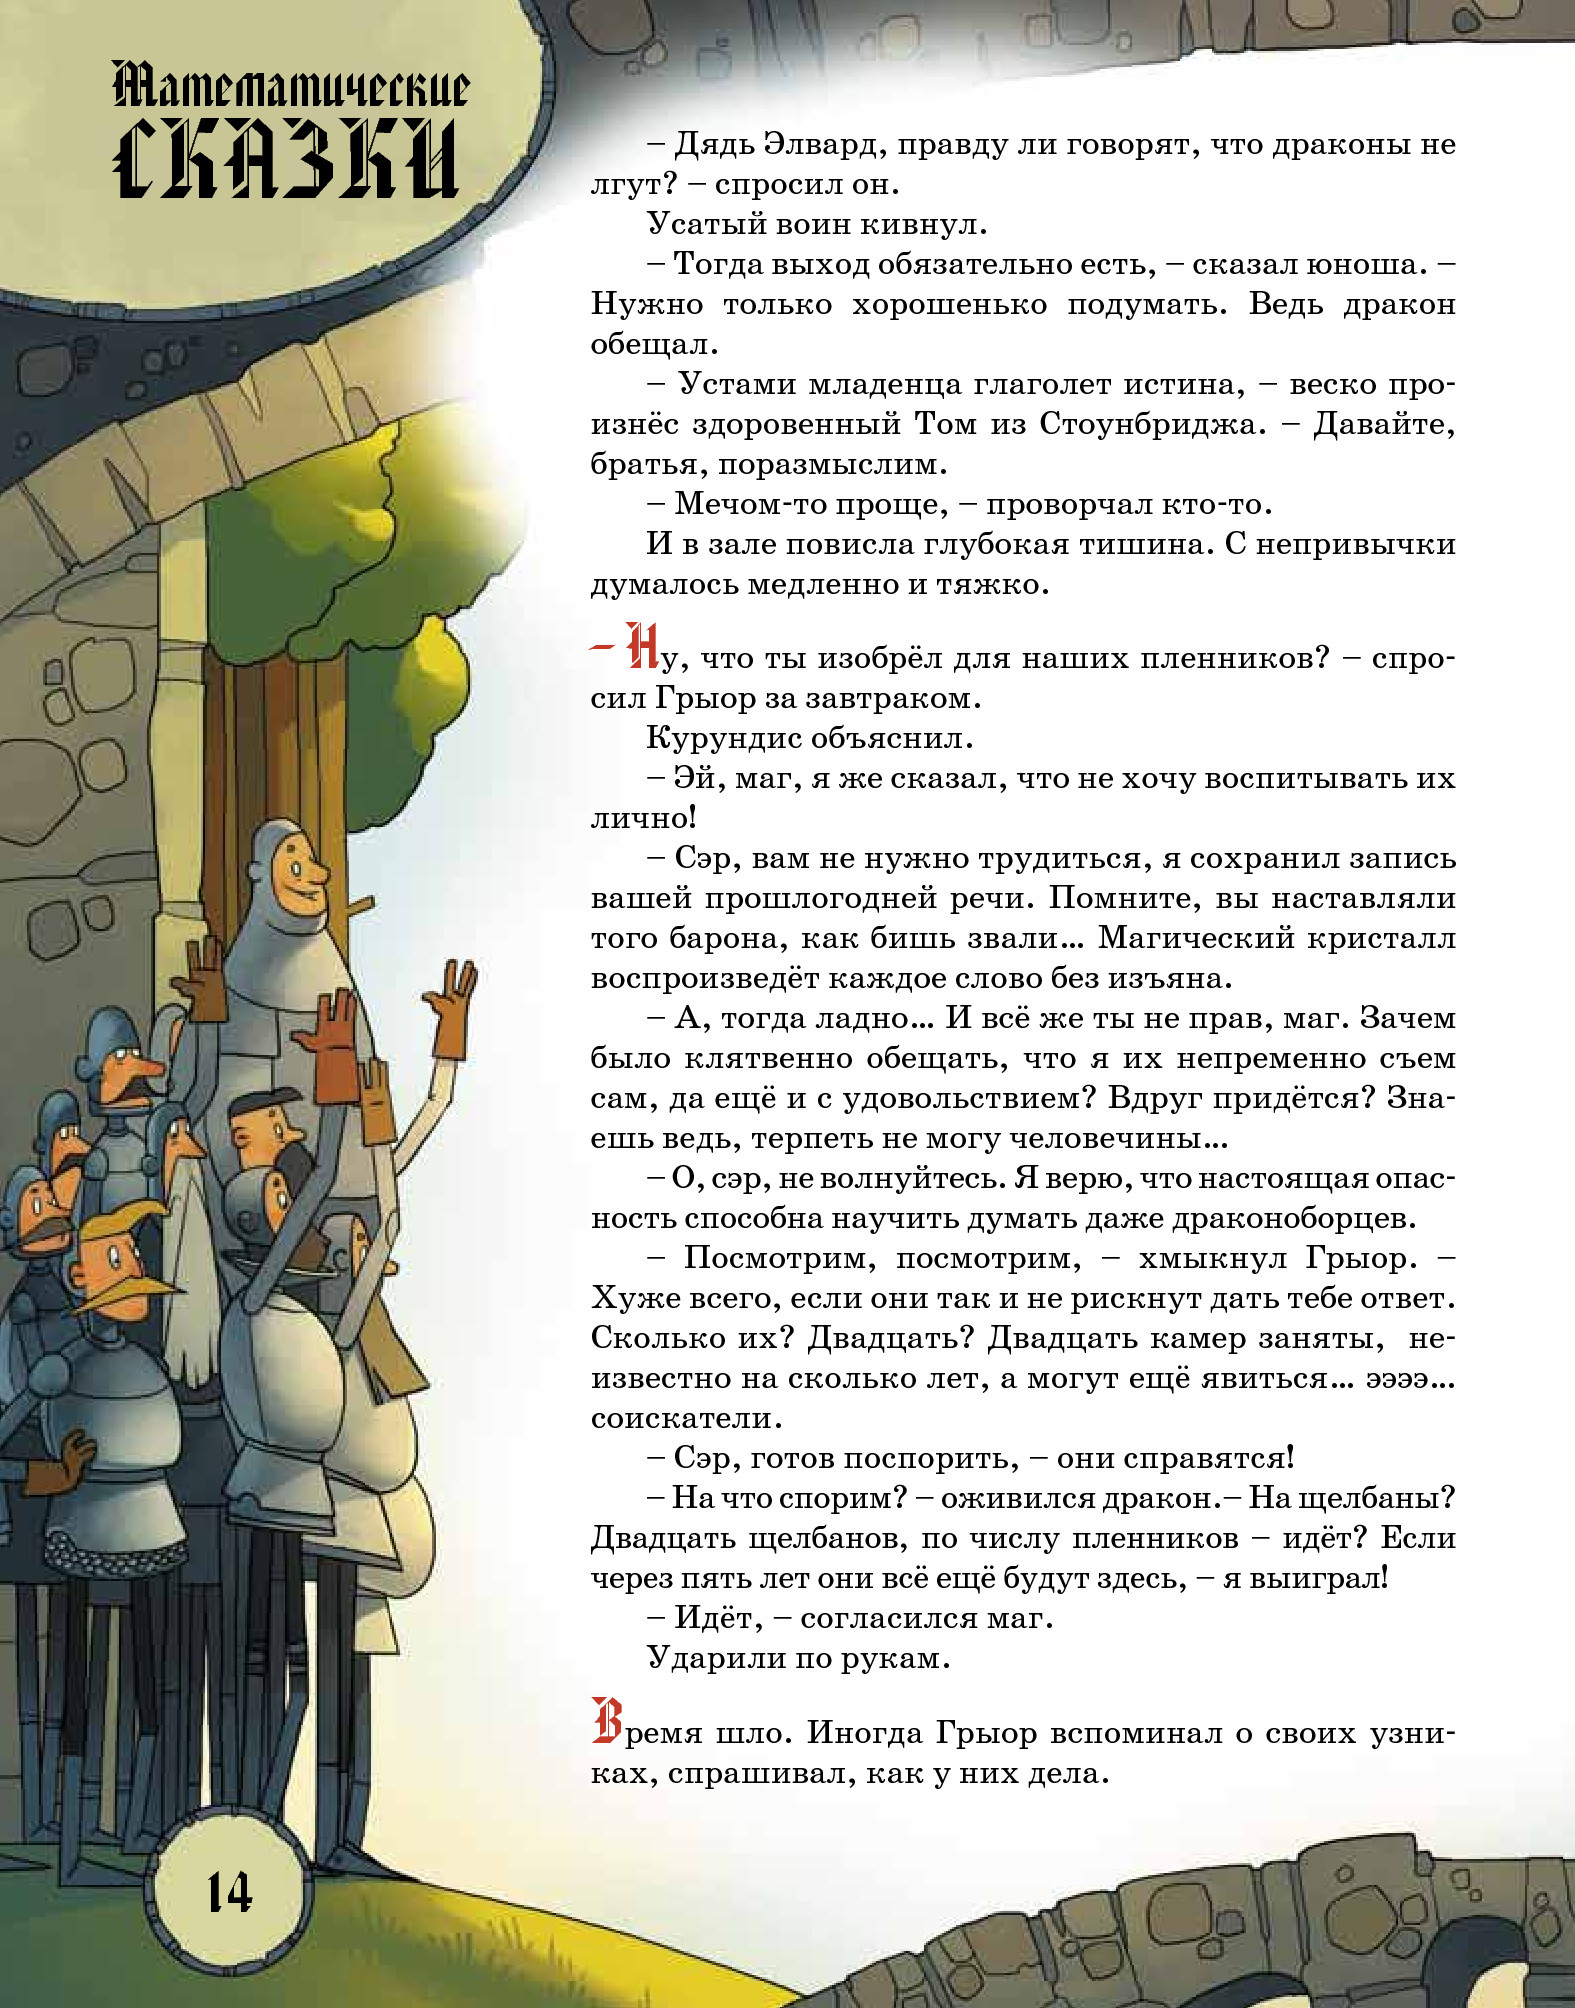 Математические
СКАЗКИ
– Дядь Элвард, правду ли говорят, что драконы не
лгут? – спросил он.
Усатый воин кивнул.
– Тогда выход обязательно есть, – сказал юноша. –
Нужно только хорошенько подумать. Ведь дракон
обещал.
– Устами младенца глаголет истина, – веско про-
изнёс здоровенный Том из Стоунбриджа. – Давайте,
братья, поразмыслим.
– Мечом-то проще, – проворчал кто-то.
И в зале повисла глубокая тишина. С непривычки
думалось медленно и тяжко.
– Ну, что ты изобрёл для наших пленников? – спро-
сил Грыор за завтраком.
Курундис объяснил.
– Эй, маг, я же сказал, что не хочу воспитывать их
лично!
– Сэр, вам не нужно трудиться, я сохранил запись
вашей прошлогодней речи. Помните, вы наставляли
того барона, как бишь звали… Магический кристалл
воспроизведёт каждое слово без изъяна.
– А, тогда ладно… И всё же ты не прав, маг. Зачем
было клятвенно обещать, что я их непременно съем
сам, да ещё и с удовольствием? Вдруг придётся? Зна-
ешь ведь, терпеть не могу человечины…
– О, сэр, не волнуйтесь. Я верю, что настоящая опас-
ность способна научить думать даже драконоборцев.
– Посмотрим, посмотрим, – хмыкнул Грыор. –
Хуже всего, если они так и не рискнут дать тебе ответ.
Сколько их? Двадцать? Двадцать камер заняты, не-
известно на сколько лет, а могут ещё явиться… ээээ…
соискатели.
– Сэр, готов поспорить, – они справятся!
– На что спорим? – оживился дракон.– На щелбаны?
Двадцать щелбанов, по числу пленников – идёт? Если
через пять лет они всё ещё будут здесь, – я выиграл!
– Идёт, – согласился маг.
Ударили по рукам.
Время шло. Иногда Грыор вспоминал о своих узни-
ках, спрашивал, как у них дела.
14